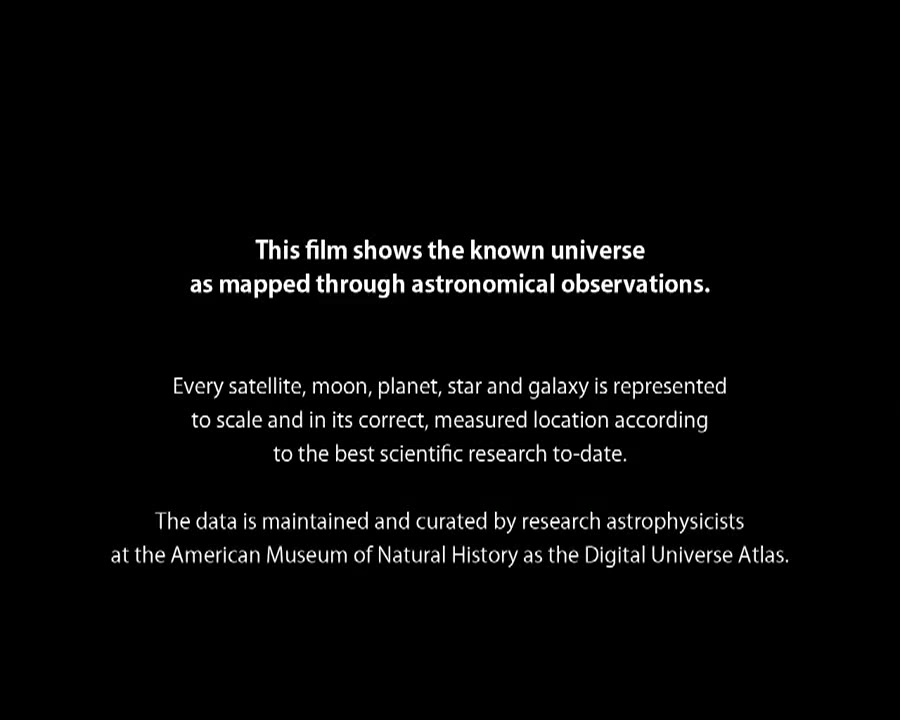 This film shows the known universe
as mapped through astronomical observations.
Every satellite, moon, planet, star and galaxy is represented
to scale and in its correct, measured location according
to the best scientific research to-date.
The data is maintained and curated by research astrophysicists
at the American Museum of Natural History as the Digital Universe Atlas.